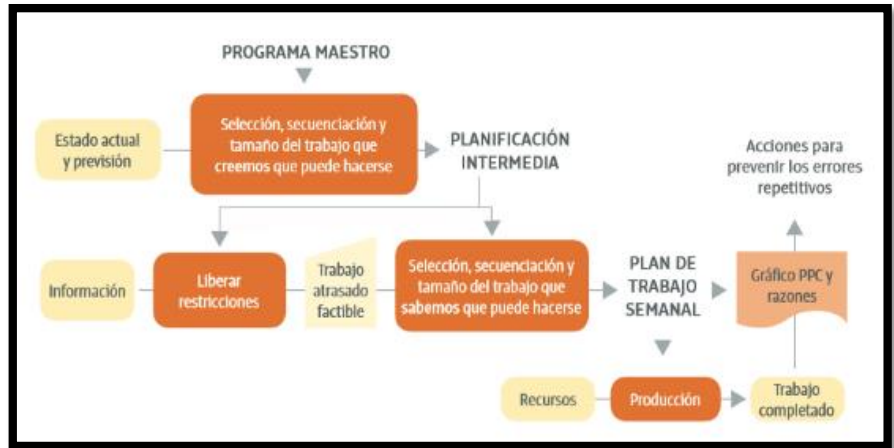 PROGRAMA MAESTRO
Estado actual
y previsión
Selección, secuenciación y
tamaño del trabajo que
creemos que puede hacerse
PLANIFICACIÓN
INTERMEDIA
Acciones para
prevenir los errores
repetitivos
Información
Liberar
restricciones
Trabajo
atrasado
factible
Selección, secuenciación y
tamaño del trabajo que
sabemos que puede hacerse
PLAN DE
TRABAJO
SEMANAL
Gráfico PPC y
razones
Recursos
Producción
Trabajo
completado